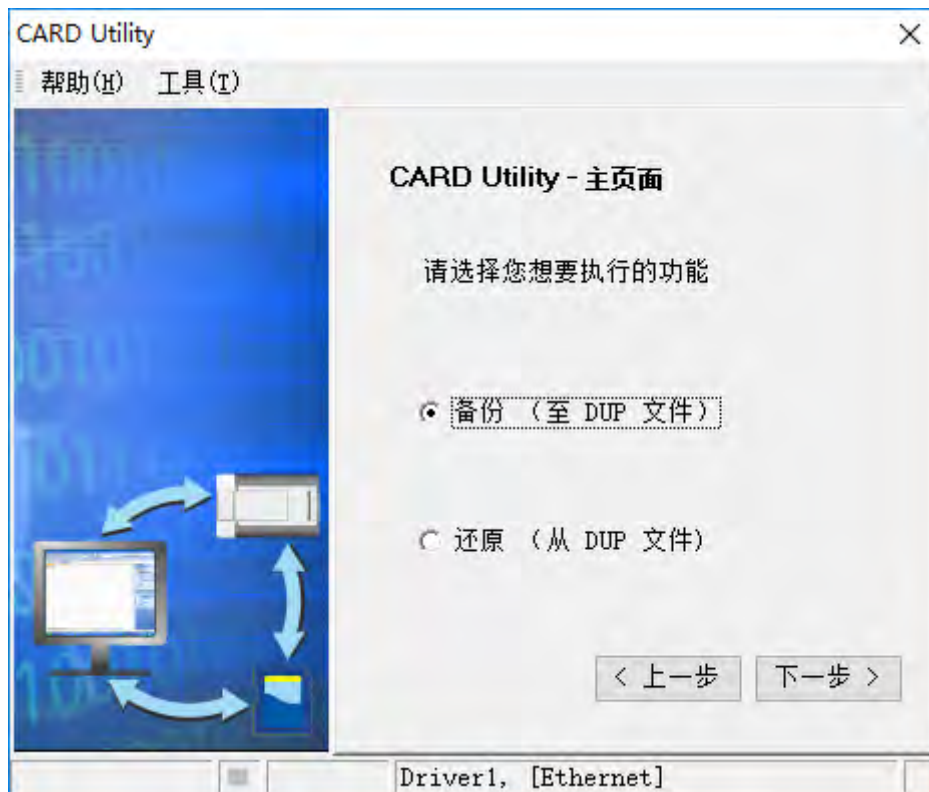 CARD Utility
帮助(H) 工具(T)
CARD Utility - 主页面
请选择您想要执行的功能
备份 （至 DUP 文件）
还原 （从 DUP 文件)
< 上一步 下一步 >
Driver1, [Ethernet]